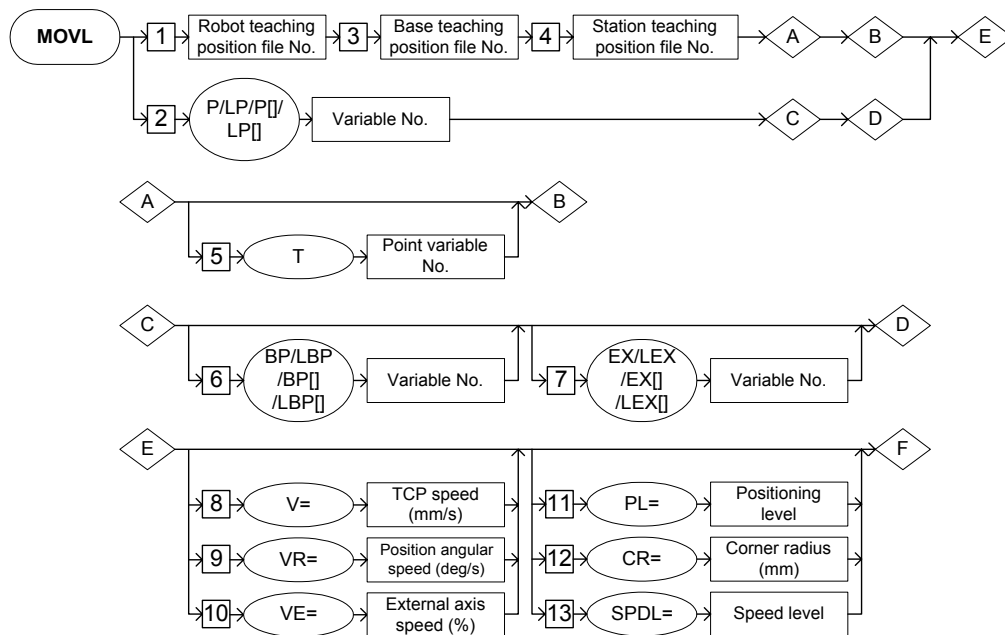 MOVL
1
Robot teaching
position file No.
3
Base teaching
position file No.
4
Station teaching
position file No.
A
B
E
2
P/LP/P[]/
LP[]
Variable No.
C
D
A
B
5
T
Point variable
No.
C
D
6
BP/LBP
/BP[]
/LBP[]
Variable No.
7
EX/LEX
/EX[]
/LEX[]
Variable No.
E
F
8
V=
TCP speed
(mm/s)
11
PL=
Positioning
level
9
VR=
Position angular
speed (deg/s)
12
CR=
Corner radius
(mm)
10
VE=
External axis
speed (%)
13
SPDL=
Speed level